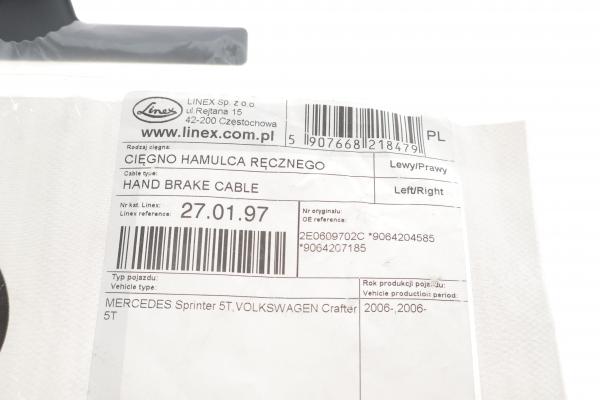 Linex
LINEX Sp. z o.o
ul Rejtana 15
42-200 Czestochowa
www.linex.com.pl
5 907668 218479
PL
Rodzaj cięgna:
CIĘGNO HAMULCA RĘCZNEGO
Lewy/Prawy
Cable type:
HAND BRAKE CABLE
Left/Right
Nr kat. Linex:
Linex reference:
27.01.97
Nr oryginału:
OE reference:
2E0609702C *9064204585
*9064207185
Typ pojazdu:
Vehicle type:
Rok produkcji pojazdu:
Vehicle production period:
MERCEDES Sprinter 5T,VOLKSWAGEN Crafter
5T
2006-,2006-